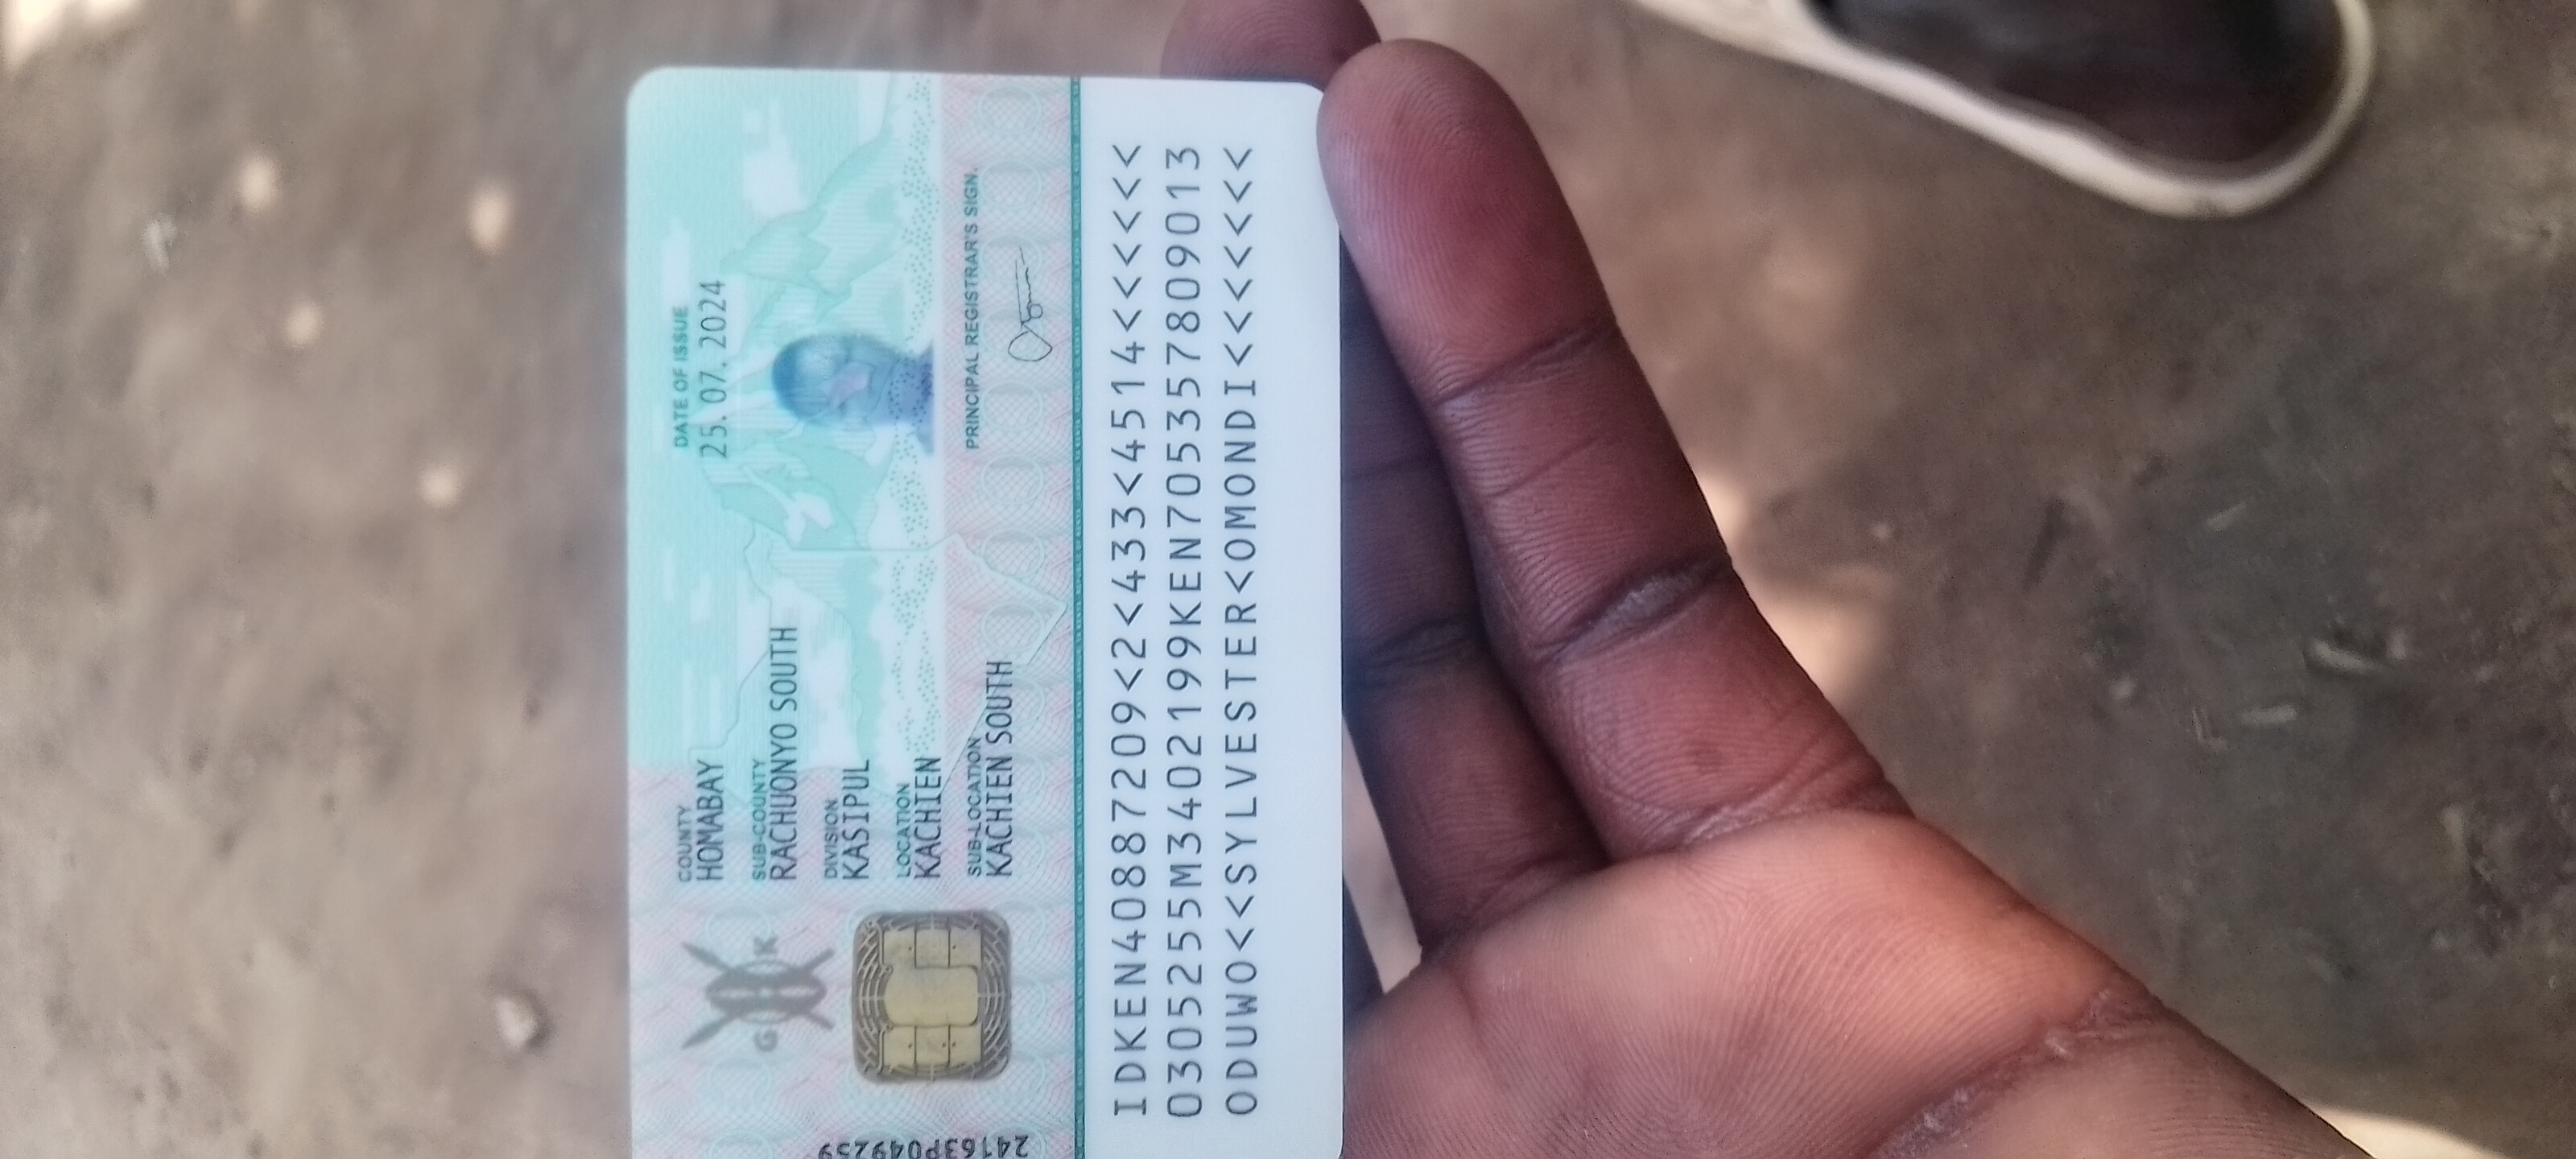 COUNTY
HOMABAY
SUB-COUNTY
RACHUONYO SOUTH
DIVISION
KASIPUL
LOCATION
KACHIEN
SUB-LOCATION
KACHIEN SOUTH
DATE OF ISSUE
25.07.2024
PRINCIPAL REGISTRAR'S SIGN.
G K
24163P049259
IDKEN40887209<2<433<4514<<<<<<
0305255M3402199KEN705357809013
ODUWO<<SYLVESTER<OMONDI<<<<<<<